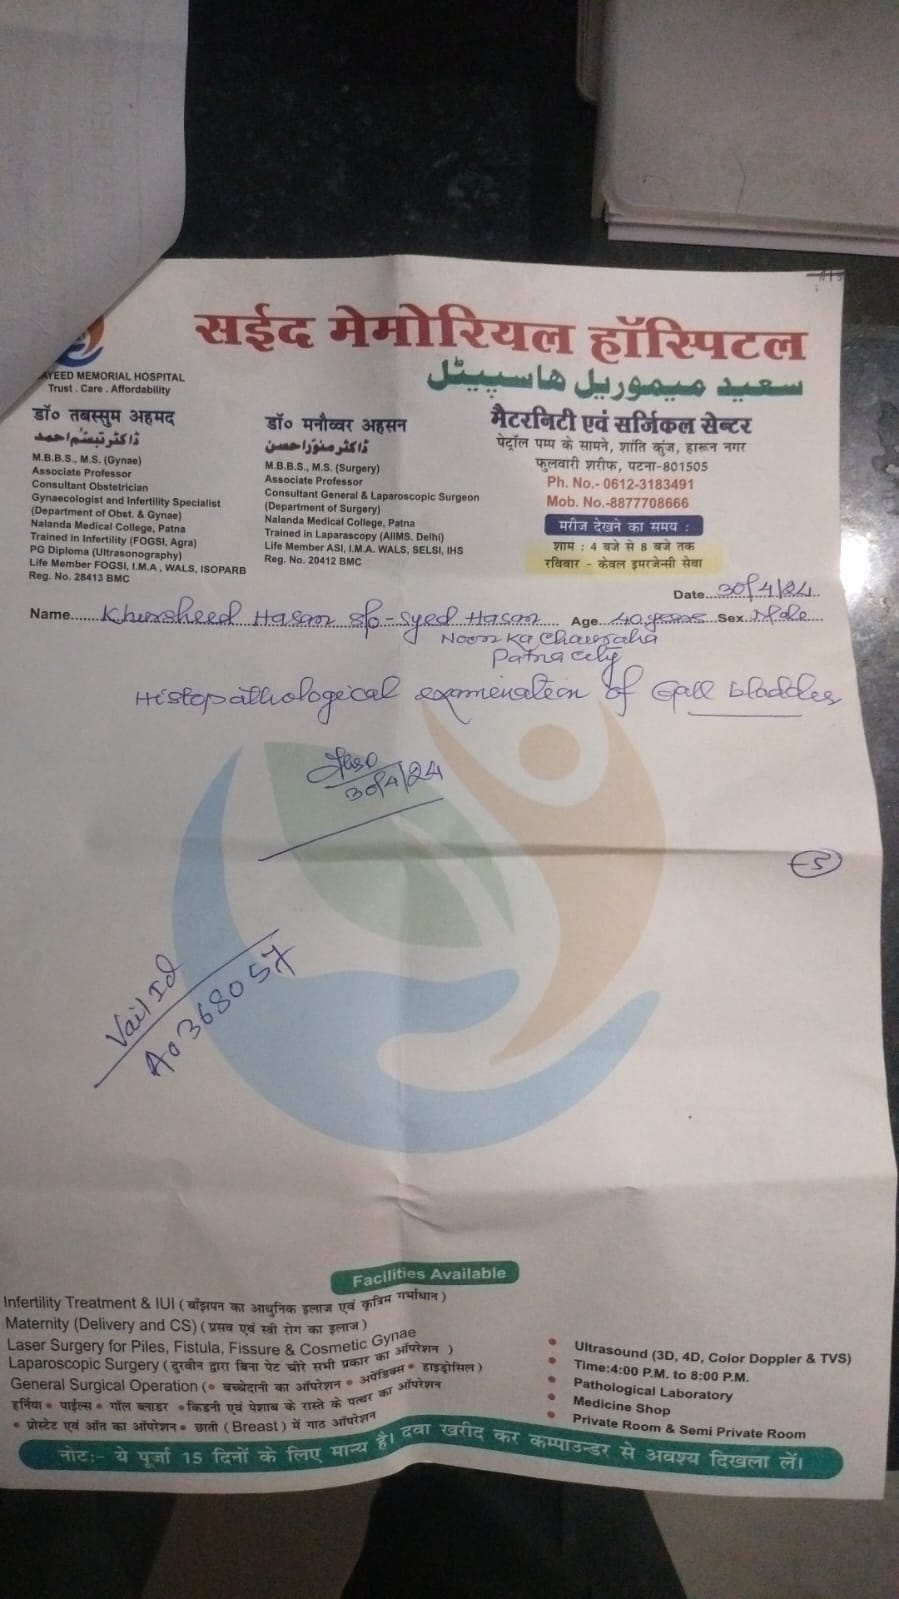 सईद मेमोरियल हॉस्पिटल
سعید میموریل هاسپیٹل
AYEED MEMORIAL HOSPITAL
Trust . Care . Affordability
डॉ० तबस्सुम अहमद
ڈاکٹر تبسّم احمد
M.B.B.S., M.S. (Gynae)
Associate Professor
Consultant Obstetrician
Gynaecologist and Infertility Specialist
(Department of Obst. & Gynae)
Nalanda Medical College, Patna
Trained in Infertility (FOGSI, Agra)
PG Diploma (Ultrasonography)
Life Member FOGSI, I.M.A , WALS, ISOPARB
Reg. No. 28413 BMC
डॉ० मनौव्वर अहसन
ڈاکٹر منوّر احسن
M.B.B.S., M.S. (Surgery)
Associate Professor
Consultant General & Laparoscopic Surgeon
(Department of Surgery)
Nalanda Medical College, Patna
Trained in Laparascopy (AIIMS. Delhi)
Life Member ASI, I.M.A. WALS, SELSI, IHS
Reg. No. 20412 BMC
मैटरनिटी एवं सर्जिकल सेन्टर
पेट्रॉल पम्प के सामने, शांति कुंज, हारून नगर
फुलवारी शरीफ, पटना-801505
Ph. No.- 0612-3183491
Mob. No.-8877708666
मरीज देखने का समय :
शाम : 4 बजे से 8 बजे तक
रविवार - केवल इमरजेन्सी सेवा
Date 30/4/24
Name Khursheed Hasan s/o - Syed Hasan Age 40 years Sex Male
Noon Ka Chauraha
Patna City
Histopathological examination of Gall bladder
30/4/24
5
Vail Id
A0368057
Facilities Available
Infertility Treatment & IUI ( बाँझपन का आधुनिक इलाज एवं कृत्रिम गर्भाधान )
Maternity (Delivery and CS) ( प्रसव एवं स्त्री रोग का इलाज )
Laser Surgery for Piles, Fistula, Fissure & Cosmetic Gynae
Laparoscopic Surgery ( दुरवीन द्वारा बिना पेट चीरे सभी प्रकार का ऑपरेशन )
General Surgical Operation (• बच्चेदानी का ऑपरेशन • अपेंडिक्स • हाइड्रोसिल )
हर्निया • पाईल्स • गॉल ब्लाडर • किडनी एवं पेशाब के रास्ते के पत्थर का ऑपरेशन
• प्रोस्टेट एवं आँत का ऑपरेशन • छाती ( Breast ) में गाठ ऑपरेशन
• Ultrasound (3D, 4D, Color Doppler & TVS)
• Time:4:00 P.M. to 8:00 P.M.
• Pathological Laboratory
• Medicine Shop
• Private Room & Semi Private Room
नोट:- ये पूर्जा 15 दिनों के लिए मान्य है। दवा खरीद कर कम्पाउन्डर से अवश्य दिखला लें।